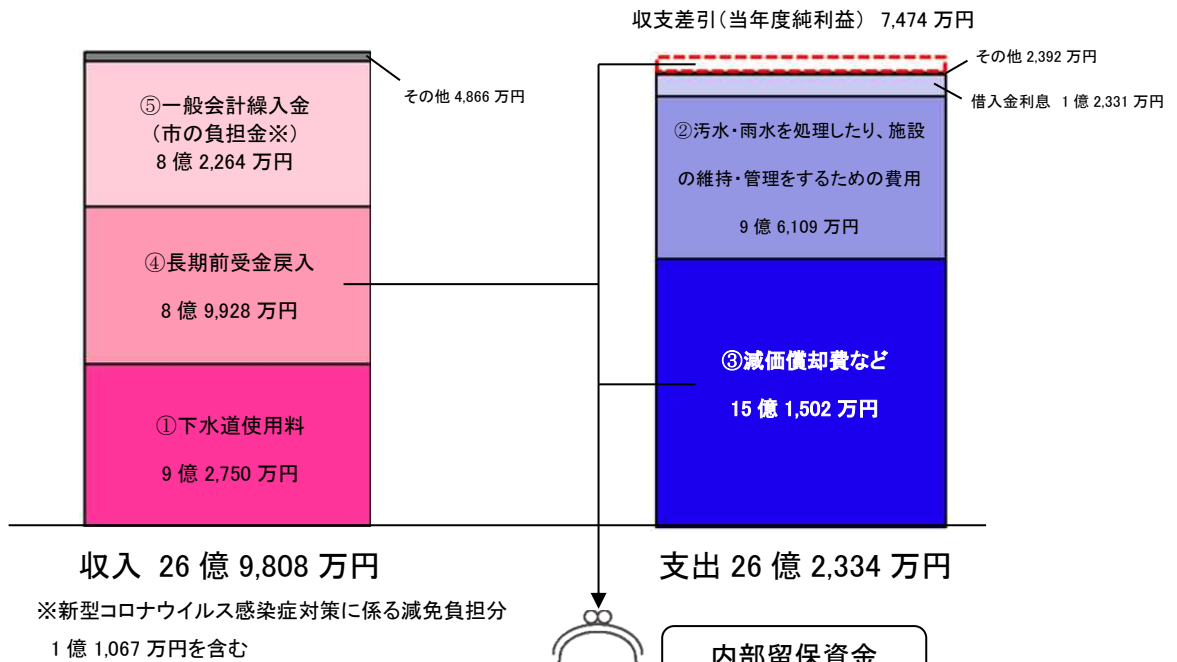 収支差引(当年度純利益) 7,474 万円
その他 4,866 万円
⑤一般会計繰入金
(市の負担金※)
8 億 2,264 万円
④長期前受金戻入
8 億 9,928 万円
①下水道使用料
9 億 2,750 万円
その他 2,392 万円
借入金利息 1 億 2,331 万円
②汚水・雨水を処理したり、施設
の維持・管理をするための費用
9 億 6,109 万円
③減価償却費など
15 億 1,502 万円
収入 26 億 9,808 万円
支出 26 億 2,334 万円
※新型コロナウイルス感染症対策に係る減免負担分
1 億 1,067 万円を含む
内部留保資金